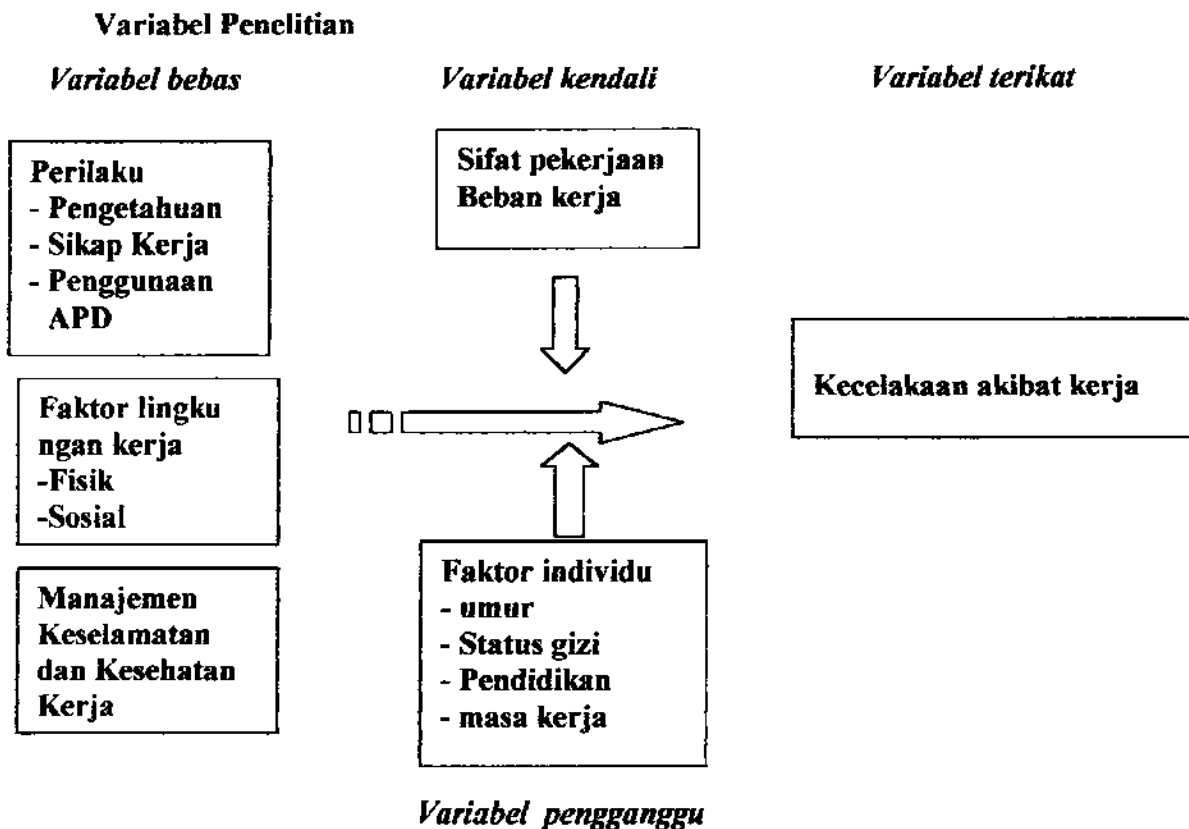 Variabel Penelitian
Variabel bebas
Variabel kendali
Variabel terikat
Perilaku
- Pengetahuan
- Sikap Kerja
- Penggunaan
APD
Faktor lingku
ngan kerja
-Fisik
-Sosial
Manajemen
Keselamatan
dan Kesehatan
Kerja
Sifat pekerjaan
Beban kerja
Faktor individu
- umur
- Status gizi
- Pendidikan
- masa kerja
Variabel pengganggu
Kecelakaan akibat kerja